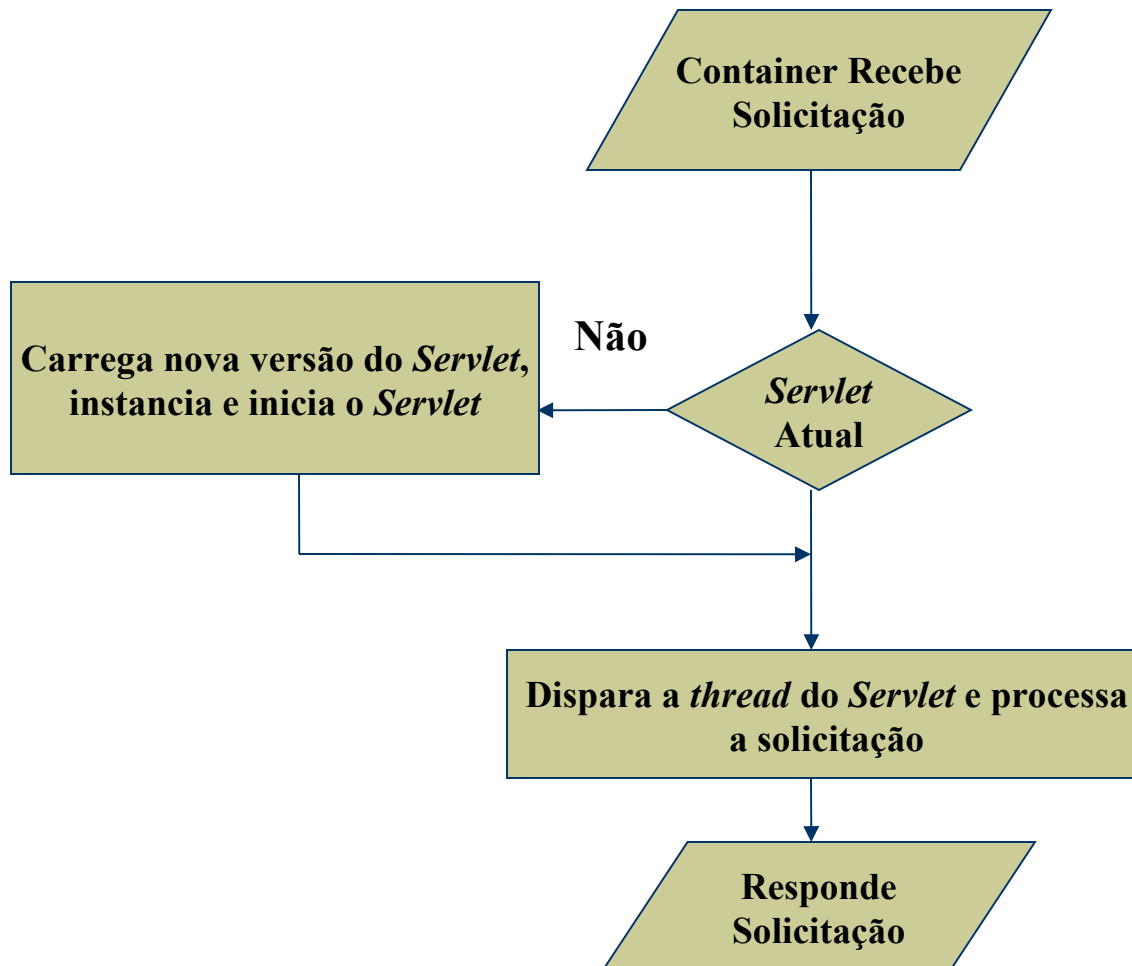 Container Recebe
Solicitação
Não
Carrega nova versão do Servlet,
instancia e inicia o Servlet
Servlet
Atual
Dispara a thread do Servlet e processa
a solicitação
Responde
Solicitação